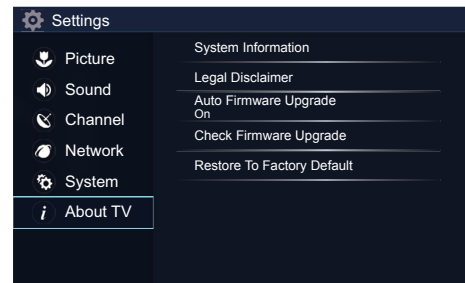 Settings
Picture
Sound
Channel
Network
System
i About TV
System Information
Legal Disclaimer
Auto Firmware Upgrade
On
Check Firmware Upgrade
Restore To Factory Default